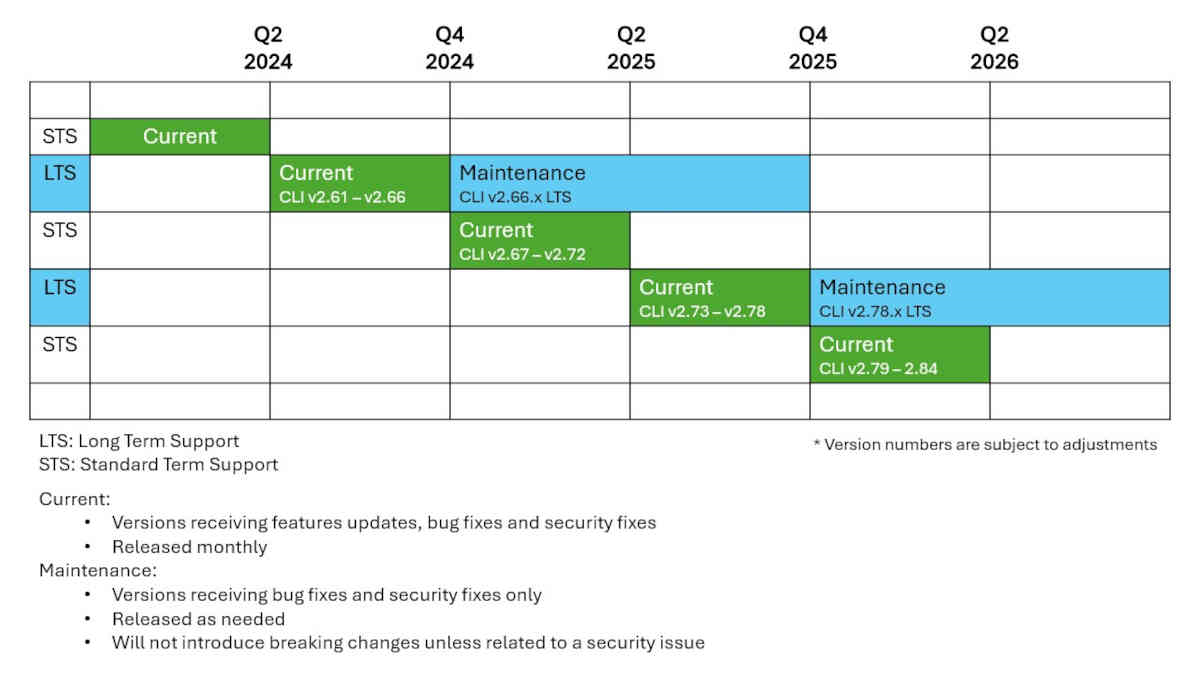 Q2 Q4 Q2 Q4 Q2
2024 2024 2025 2025 2026
STS Current
LTS Current Maintenance
CLI v2.61 – v2.66 CLI v2.66.x LTS
STS Current
CLI v2.67 – v2.72
LTS Current Maintenance
CLI v2.73 – v2.78 CLI v2.78.x LTS
STS Current
CLI v2.79 – 2.84
LTS: Long Term Support
* Version numbers are subject to adjustments
STS: Standard Term Support
Current:
• Versions receiving features updates, bug fixes and security fixes
• Released monthly
Maintenance:
• Versions receiving bug fixes and security fixes only
• Released as needed
• Will not introduce breaking changes unless related to a security issue